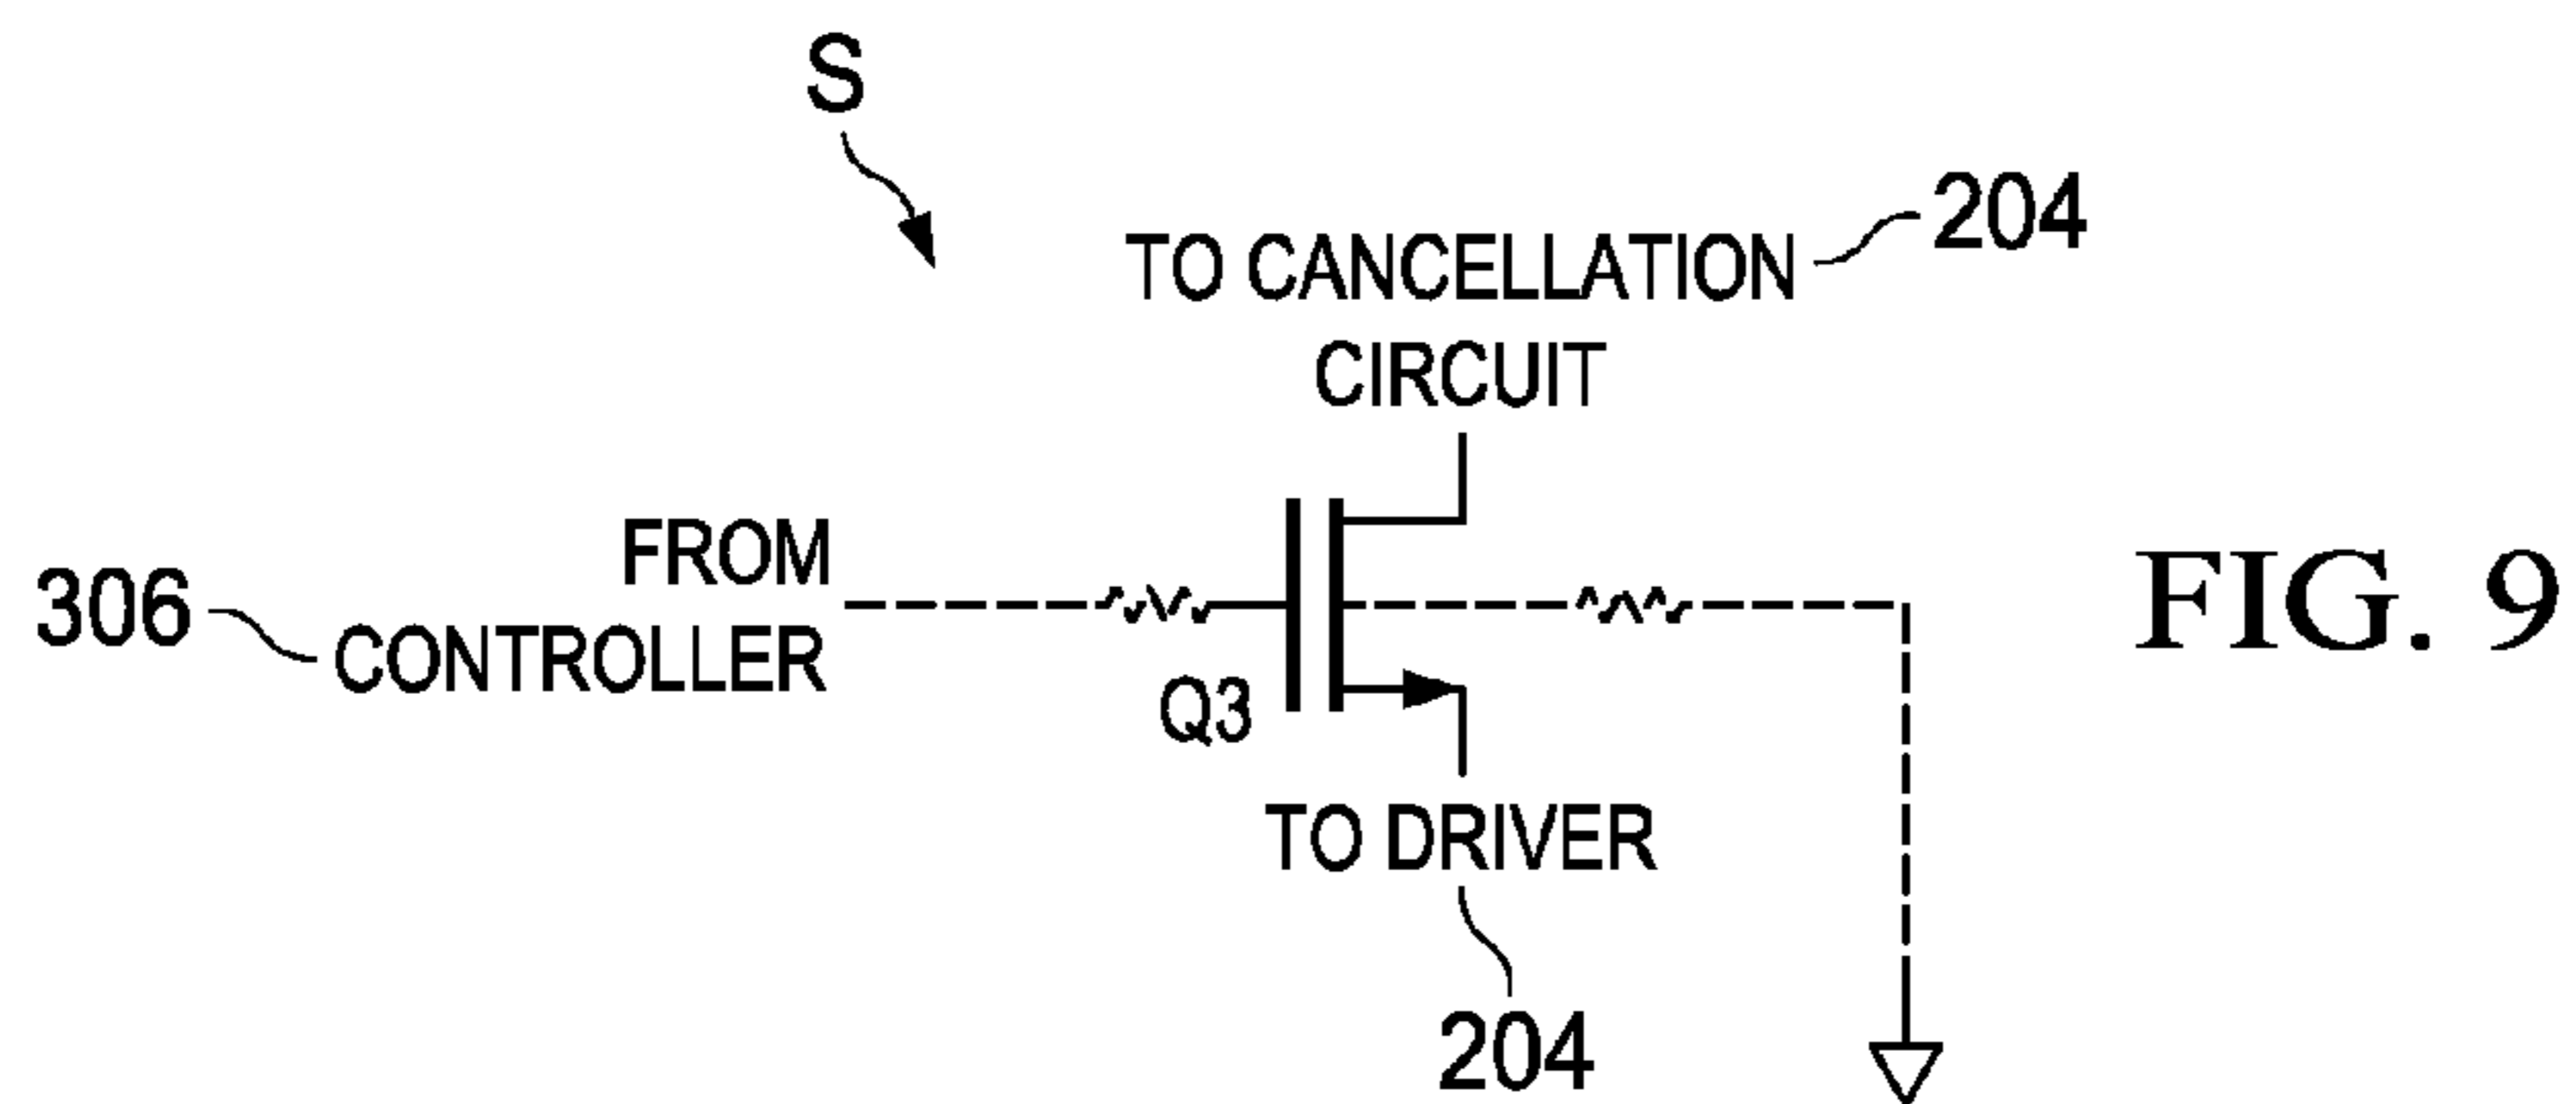 S
TO CANCELLATION 204
CIRCUIT
FROM
306 CONTROLLER
Q3
TO DRIVER
204
FIG. 9